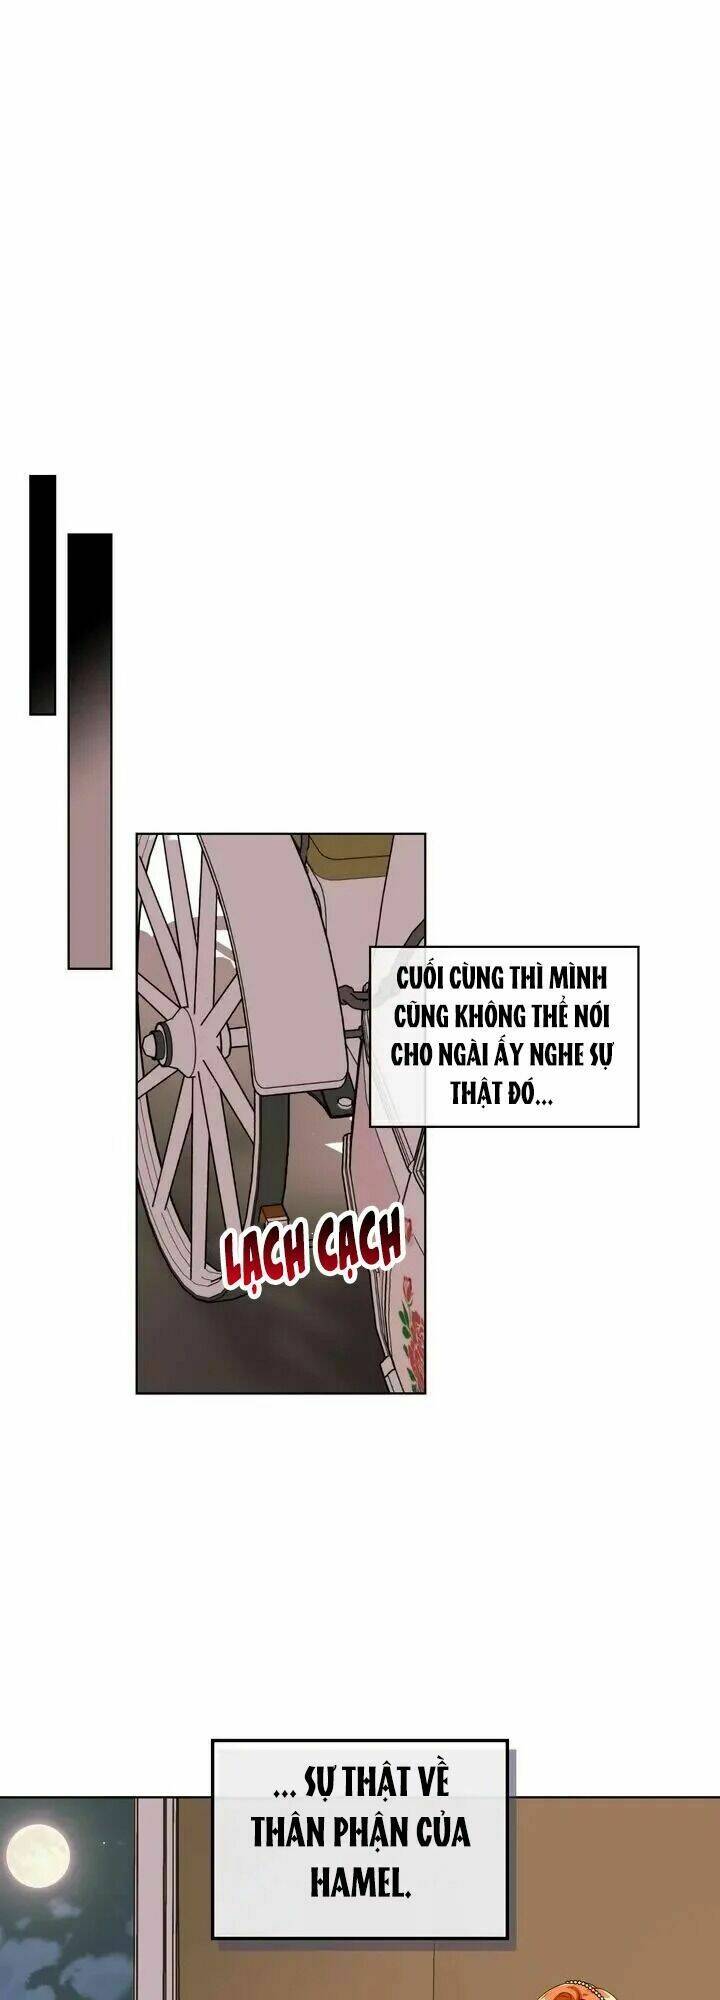 CUỐI CÙNG THÌ MÌNH
CŨNG KHÔNG THỂ NÓI
CHO NGÀI ẤY NGHE SỰ
THẬT ĐÓ...
LẠCH CẠCH
... SỰ THẬT VỀ
THÂN PHẬN CỦA
HAMEL.